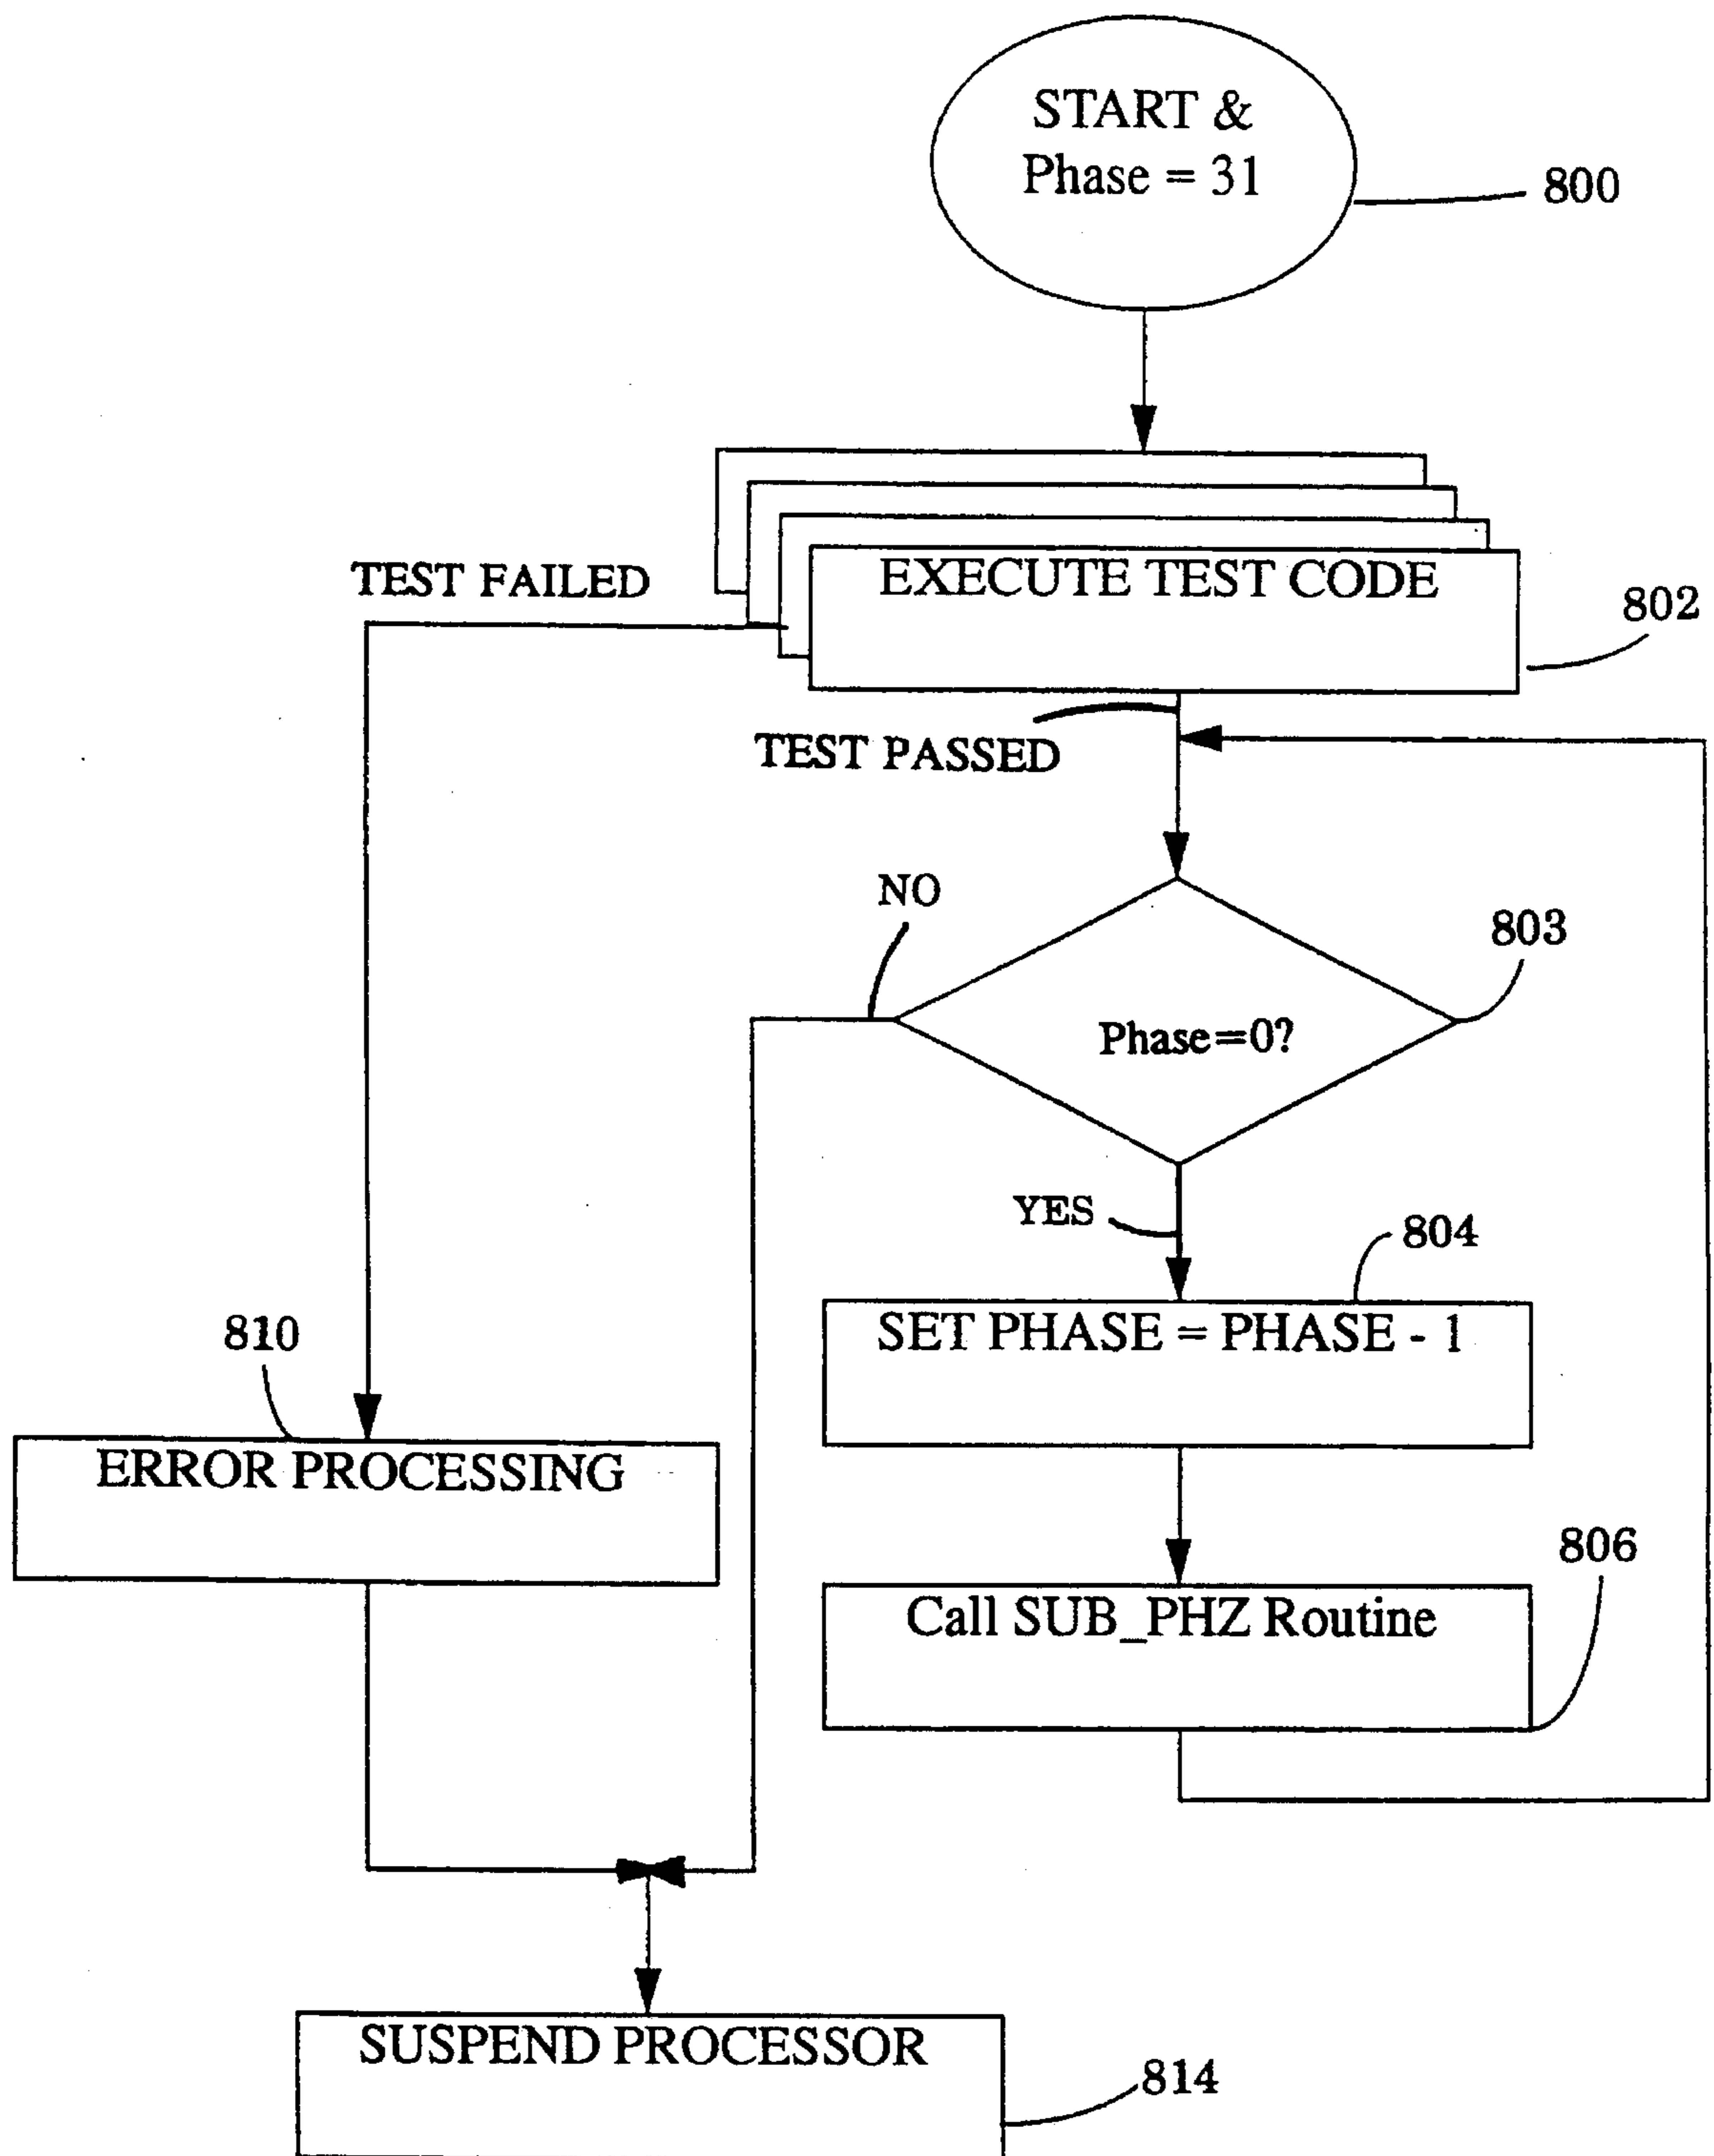 START &
Phase = 31
800
EXECUTE TEST CODE
TEST FAILED
802
TEST PASSED
NO
803
Phase=0?
YES
804
SET PHASE = PHASE - 1
810
ERROR PROCESSING
806
Call SUB_PHZ Routine
SUSPEND PROCESSOR
814